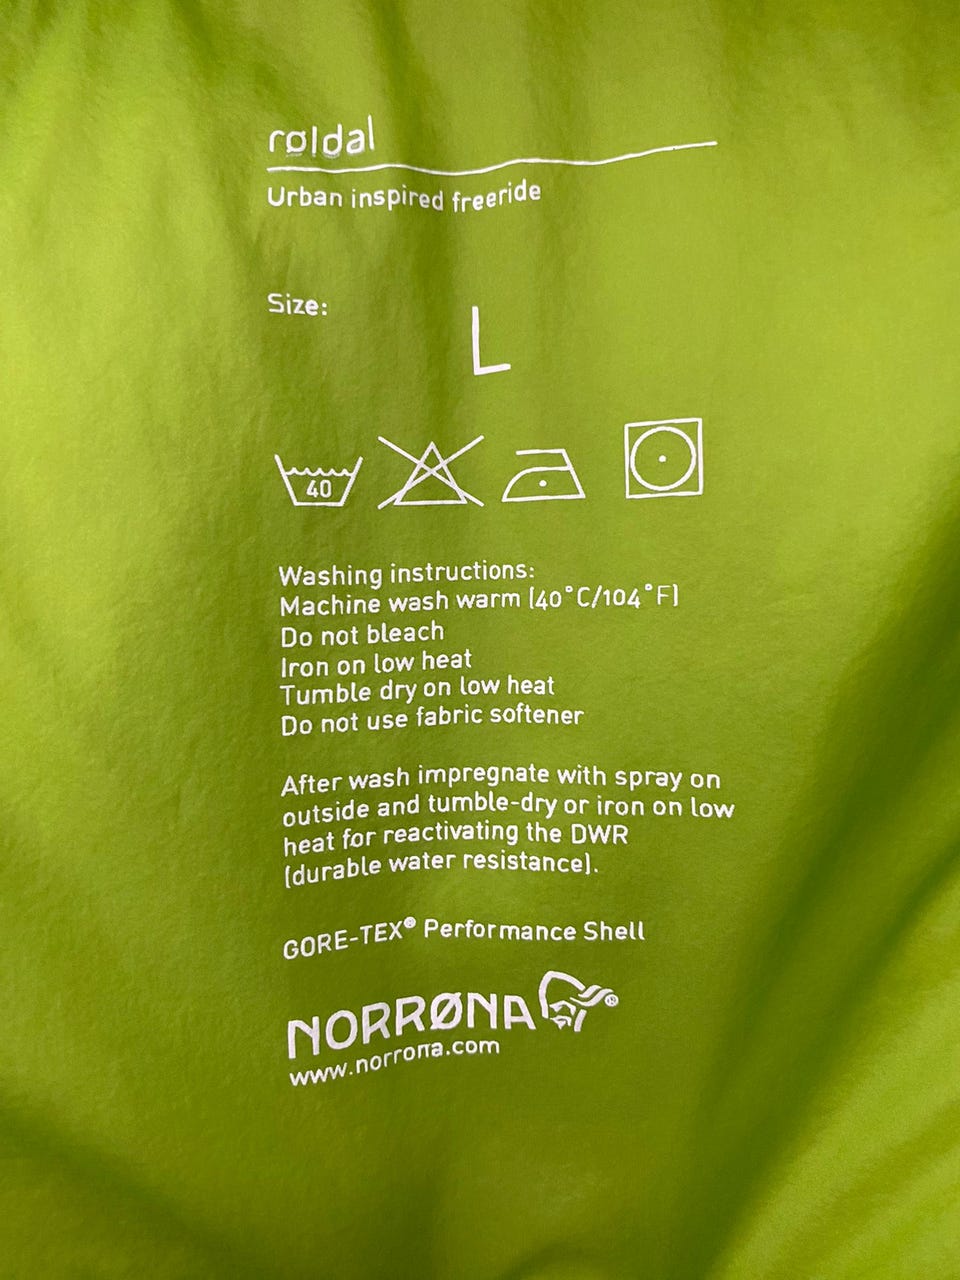 røldal
Urban inspired freeride
Size:
L
40
Washing instructions:
Machine wash warm (40°C/104°F)
Do not bleach
Iron on low heat
Tumble dry on low heat
Do not use fabric softener
After wash impregnate with spray on
outside and tumble-dry or iron on low
heat for reactivating the DWR
(durable water resistance).
GORE-TEX® Performance Shell
NORRØNA ®
www.norrona.com